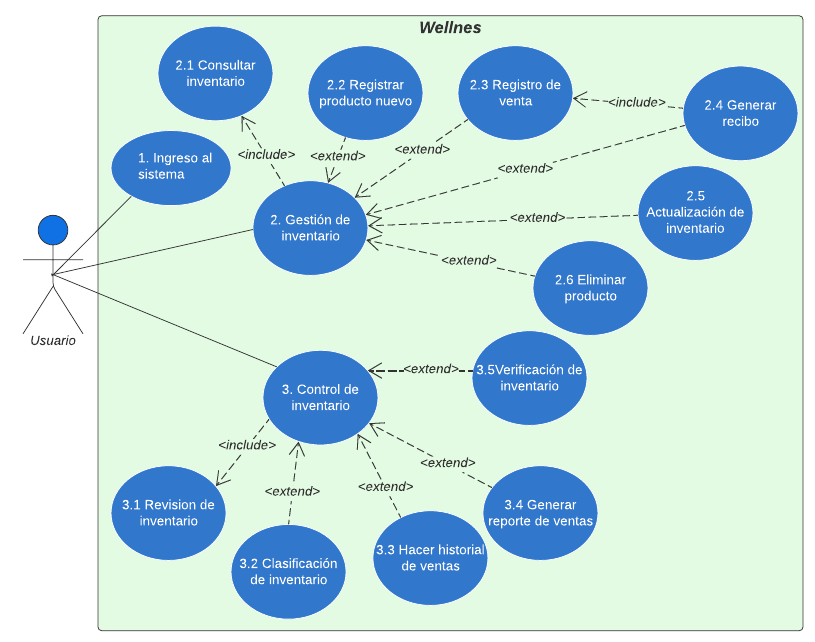 Wellnes
2.1 Consultar
inventario
2.2 Registrar
producto nuevo
2.3 Registro de
venta
<include>
2.4 Generar
recibo
1. Ingreso al
sistema
<include>
<extend>
<extend>
<extend>
2. Gestión de
inventario
<extend>
2.5
Actualización de
inventario
<extend>
2.6 Eliminar
producto
Usuario
3. Control de
inventario
<extend>
3.5Verificación de
inventario
<include>
<extend>
<extend>
<extend>
3.1 Revision de
inventario
3.2 Clasificación
de inventario
3.3 Hacer historial
de ventas
3.4 Generar
reporte de ventas